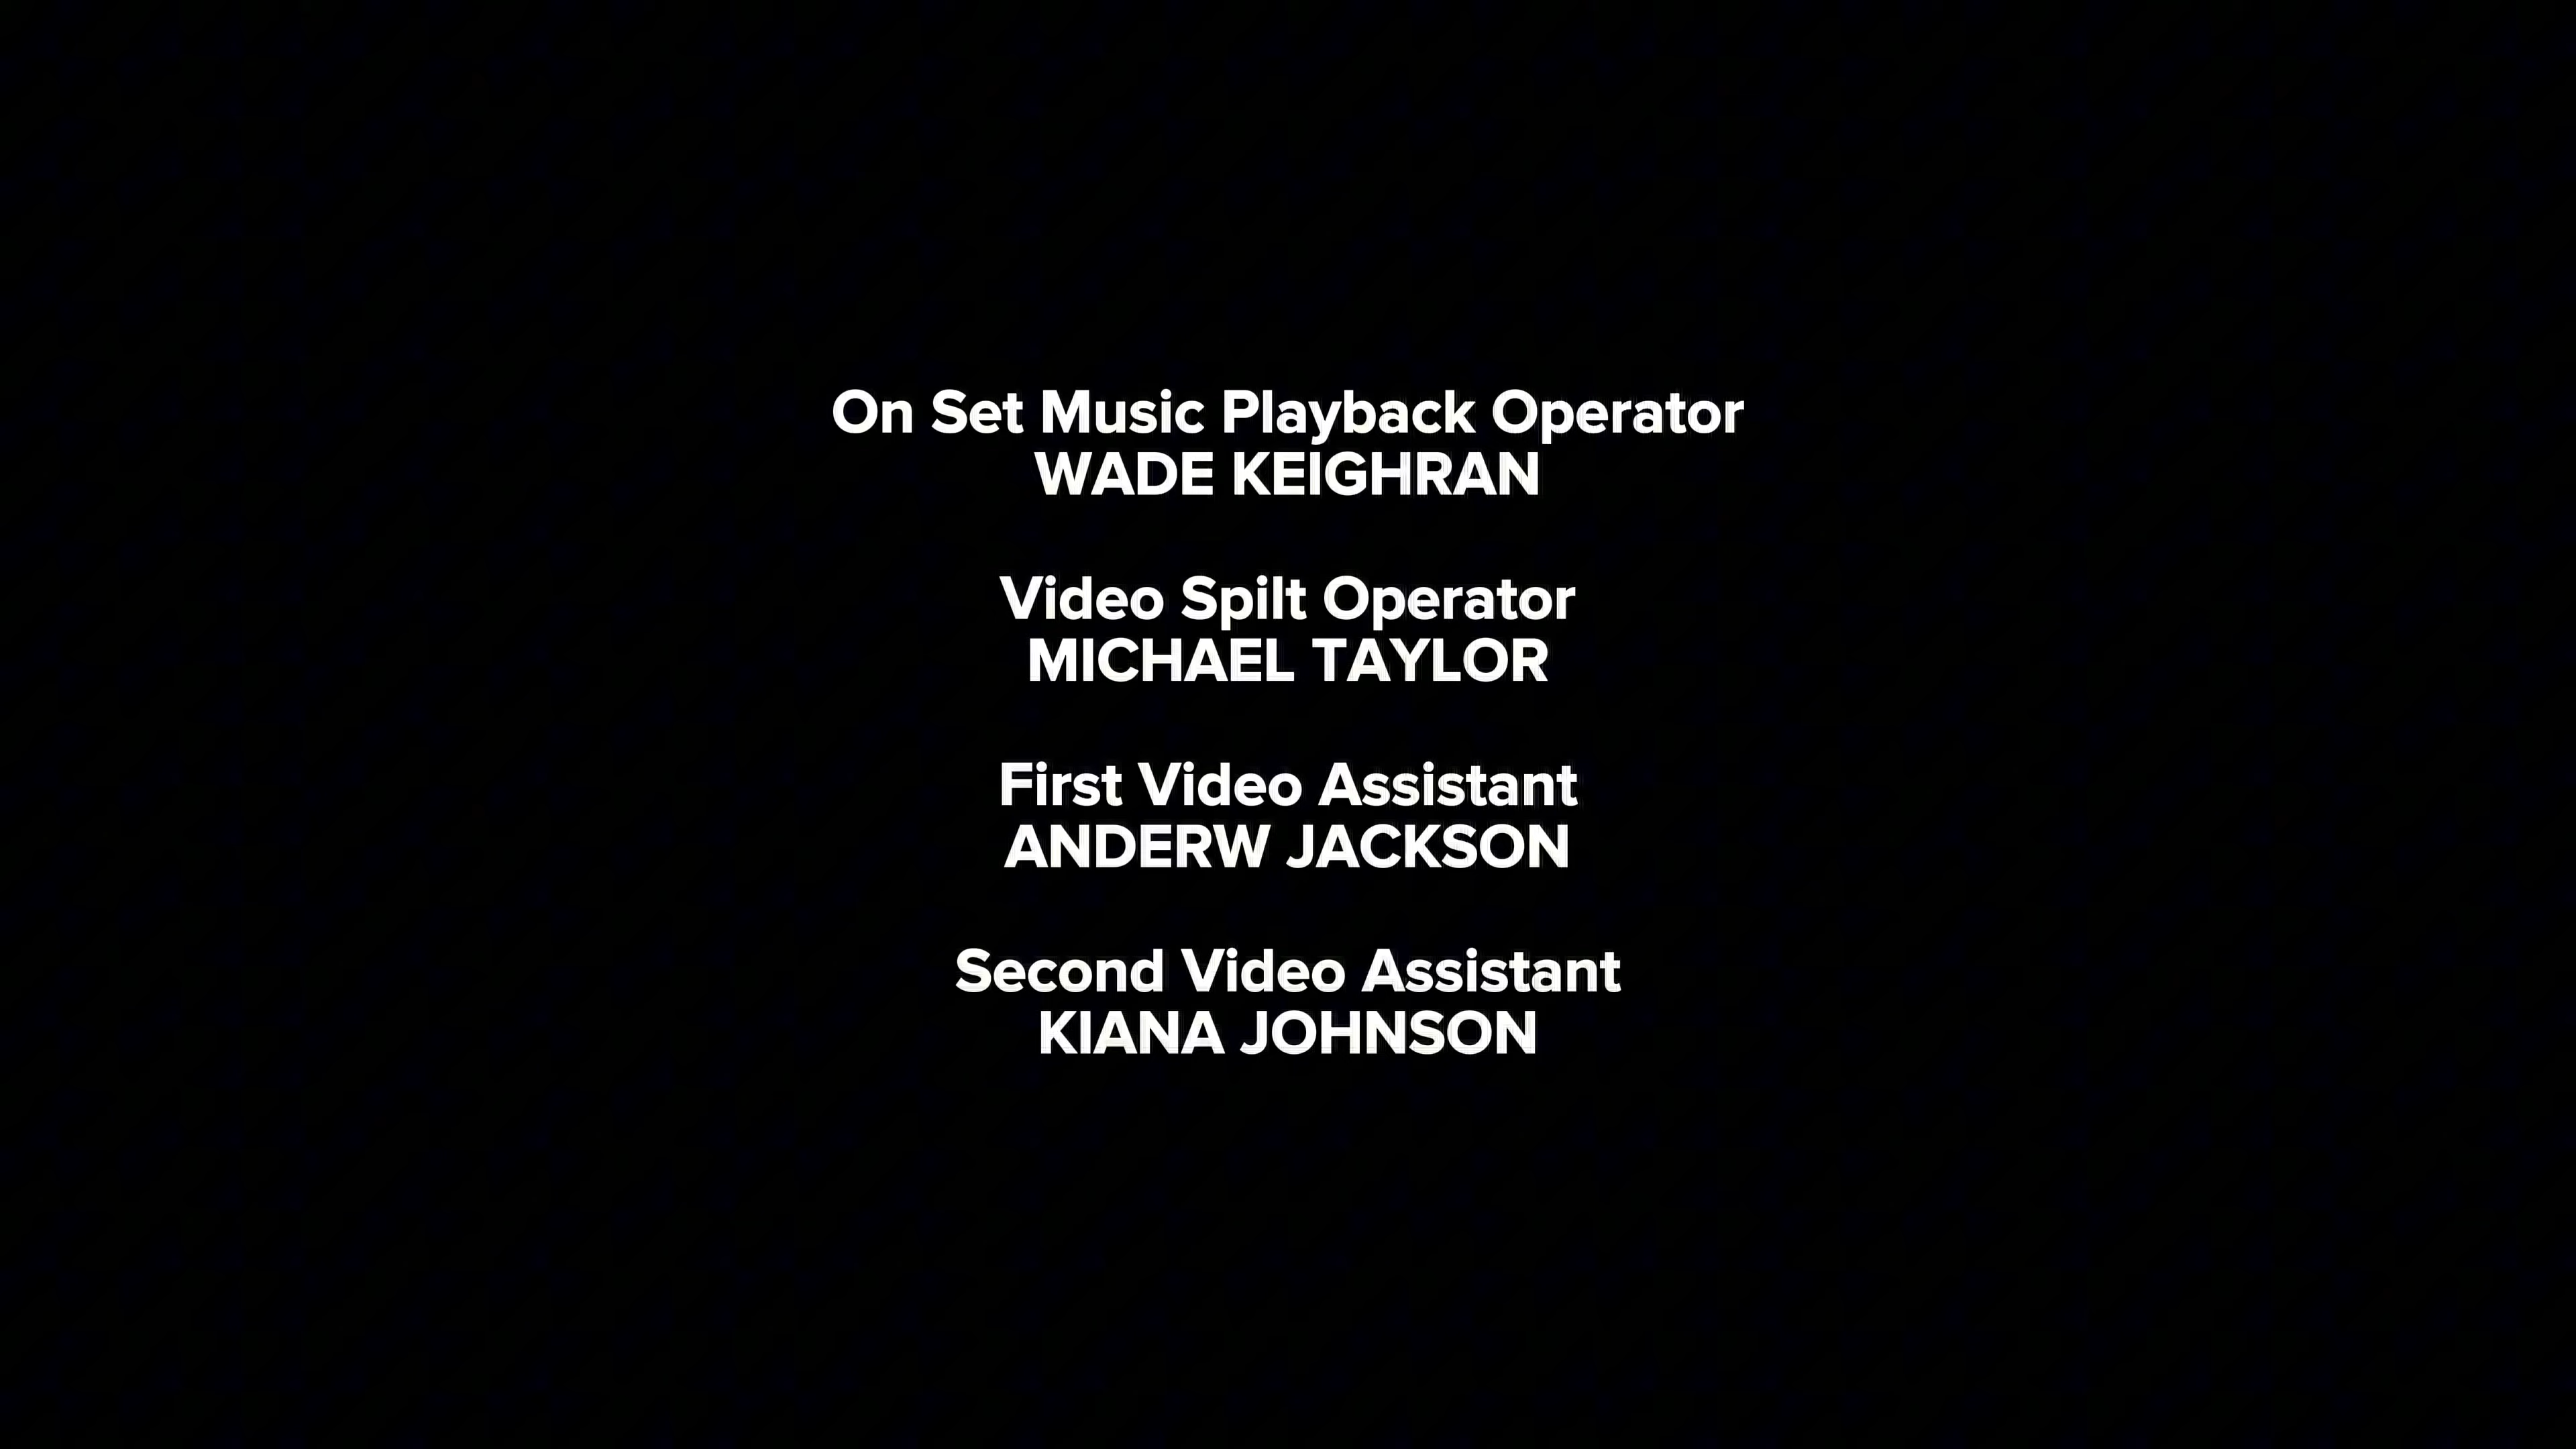 On Set Music Playback Operator
WADE KEIGHRAN
Video Spilt Operator
MICHAEL TAYLOR
First Video Assistant
ANDERW JACKSON
Second Video Assistant
KIANA JOHNSON